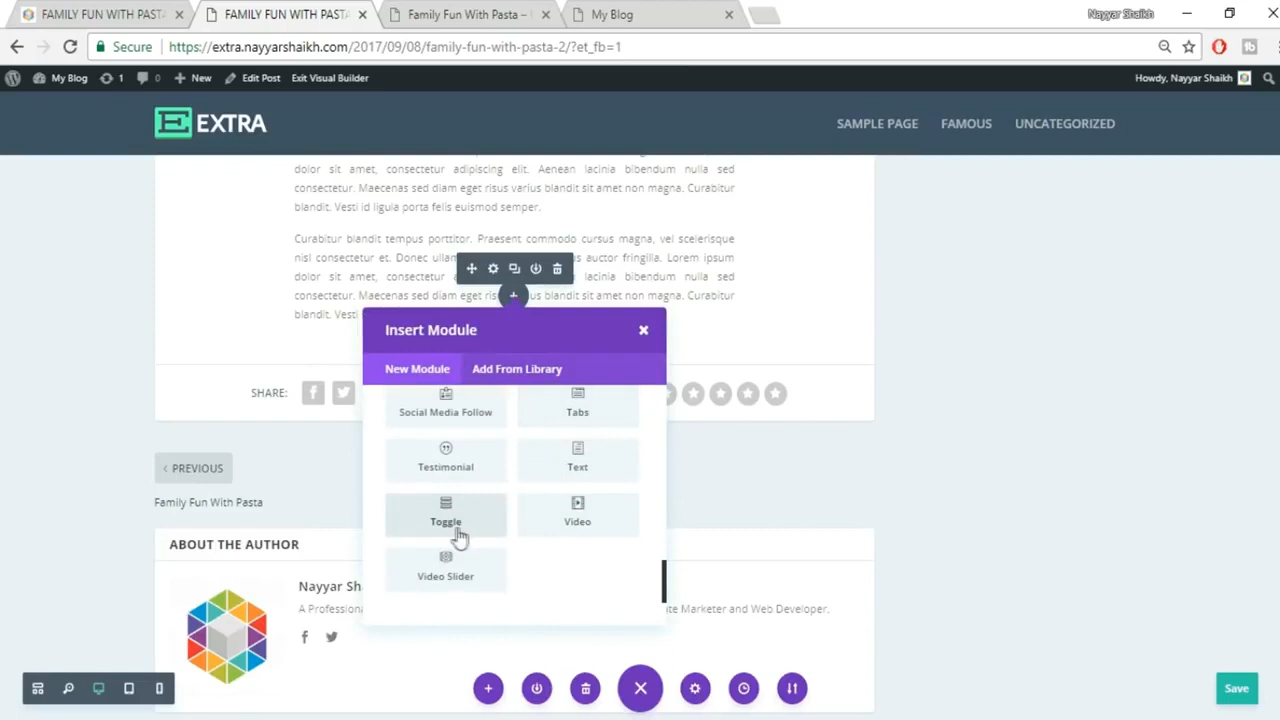 FAMILY FUN WITH PASTA
FAMILY FUN WITH PASTA
Family Fun With Pasta –
My Blog
Nayyar Shaikh
Secure
https://extra.nayyarshaikh.com/2017/09/08/family-fun-with-pasta-2/?et_fb=1
My Blog
1
0
New
Edit Post
Exit Visual Builder
Howdy, Nayyar Shaikh
EXTRA
SAMPLE PAGE
FAMOUS
UNCATEGORIZED
dolor sit amet, consectetur adipiscing elit. Aenean lacinia bibendum nulla sed
consectetur. Maecenas sed diam eget risus varius blandit sit amet non magna. Curabitur
blandit. Vesti id ligula porta felis euismod semper.
Curabitur blandit tempus porttitor. Praesent commodo cursus magna, vel scelerisque
nisl consectetur et. Donec ullam us auctor fringilla. Lorem ipsum
dolor sit amet, consectetur lacinia bibendum nulla sed
consectetur. Maecenas sed diam eget risus varius blandit sit amet non magna. Curabitur
blandit. Vesti
Insert Module
New Module
Add From Library
Social Media Follow
Tabs
Testimonial
Text
Toggle
Video
Video Slider
SHARE:
PREVIOUS
Family Fun With Pasta
ABOUT THE AUTHOR
Nayyar Sh
A Profession te Marketer and Web Developer.
Save